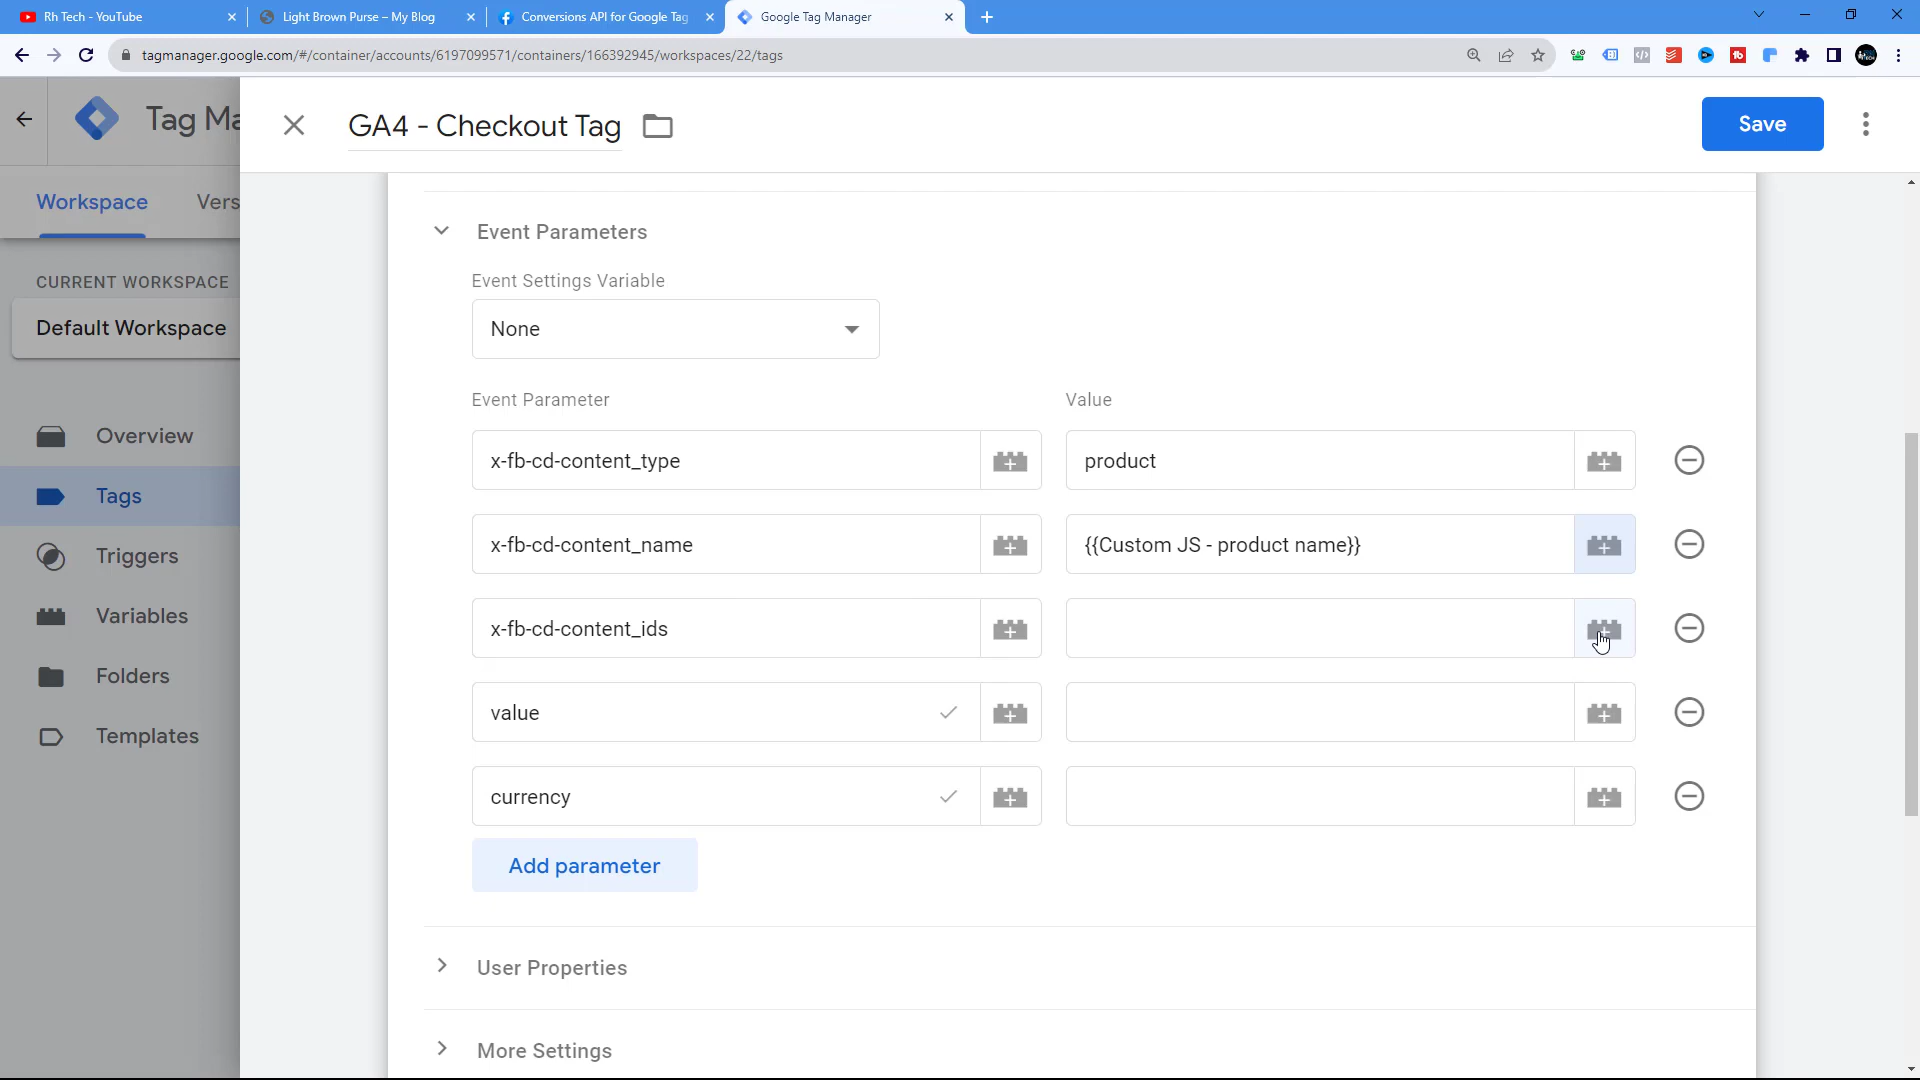 Rh Tech - YouTube
Light Brown Purse – My Blog
Conversions API for Google Tag
Google Tag Manager
tagmanager.google.com/#/container/accounts/6197099571/containers/166392945/workspaces/22/tags
Tag Ma
GA4 - Checkout Tag
Save
Workspace
Vers
CURRENT WORKSPACE
Default Workspace
Overview
Tags
Triggers
Variables
Folders
Templates
Event Parameters
Event Settings Variable
None
Event Parameter
Value
x-fb-cd-content_type
product
x-fb-cd-content_name
{{Custom JS - product name}}
x-fb-cd-content_ids
value
currency
Add parameter
User Properties
More Settings